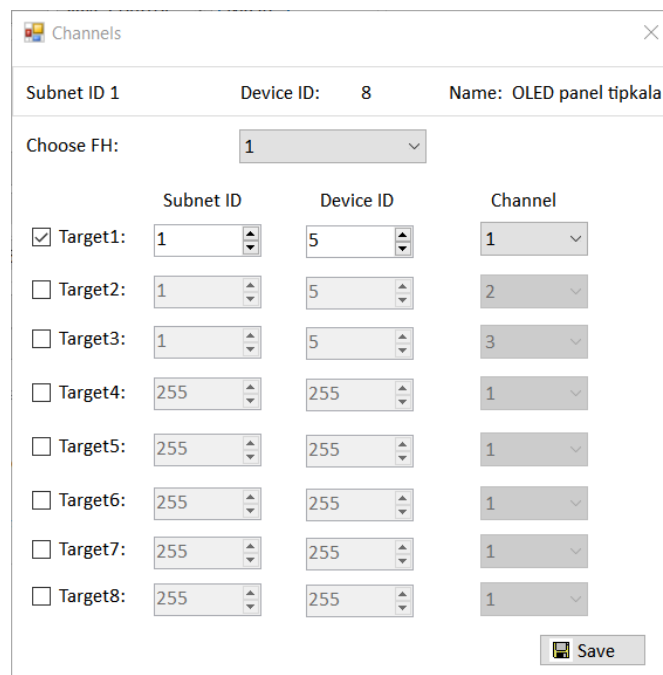 Channels
Subnet ID 1 Device ID: 8 Name: OLED panel tipkala
Choose FH: 1
Subnet ID Device ID Channel
Target1: 1 5 1
Target2: 1 5 2
Target3: 1 5 3
Target4: 255 255 1
Target5: 255 255 1
Target6: 255 255 1
Target7: 255 255 1
Target8: 255 255 1
Save